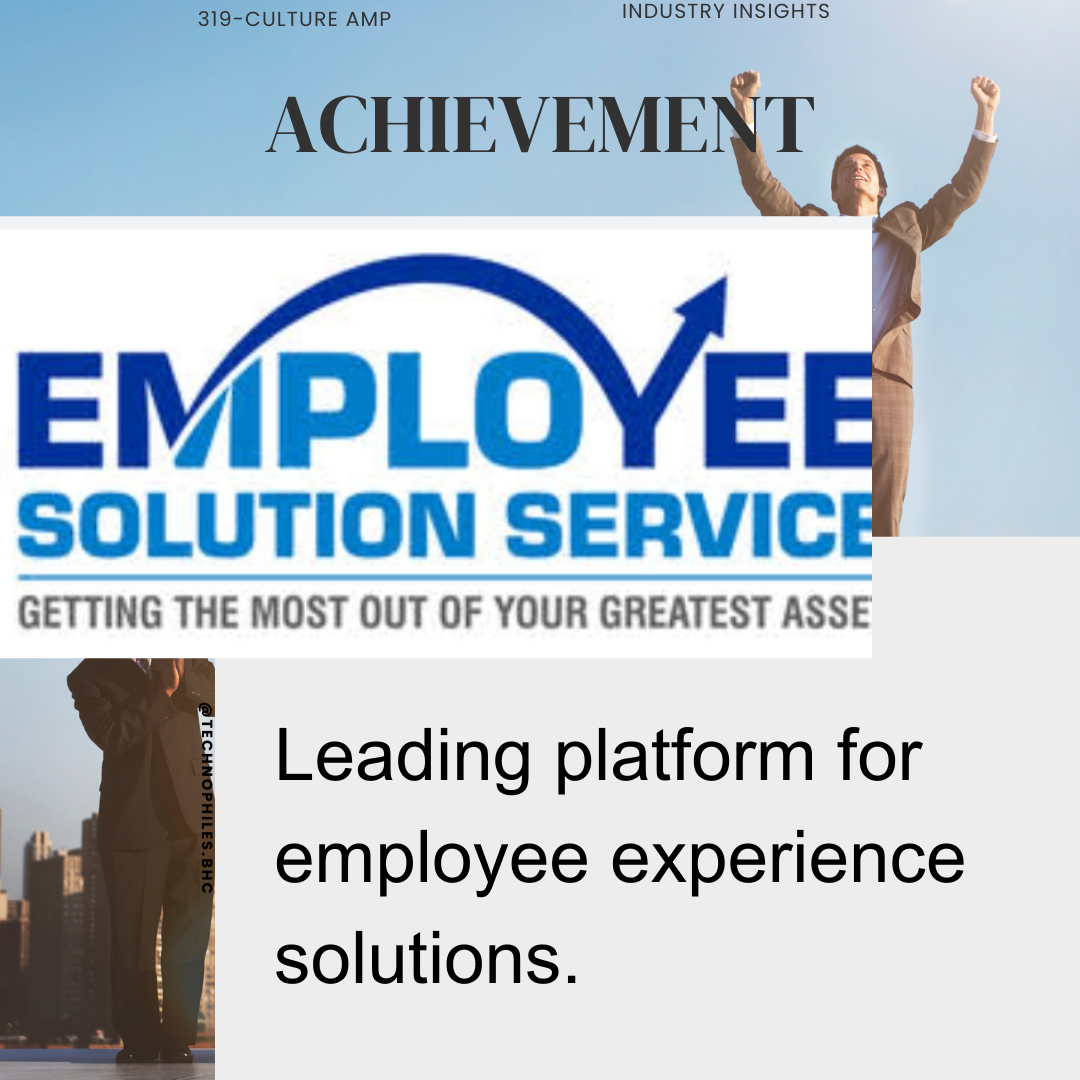 319-CULTURE AMP
INDUSTRY INSIGHTS
ACHIEVEMENT
EMPLOYEE
SOLUTION SERVICE
GETTING THE MOST OUT OF YOUR GREATEST ASSE
@TECHNOPHILES.BHC
Leading platform for
employee experience
solutions.